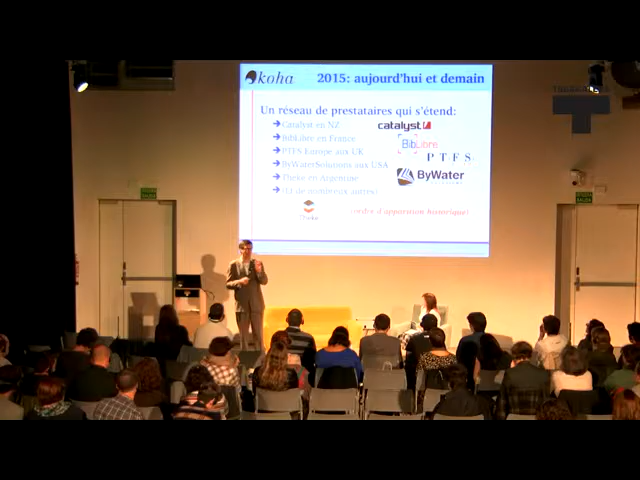 koha
2015: aujourd'hui et demain
Un réseau de prestataires qui s'étend:
Catalyst en NZ
BibLibre en France
PTFS Europe aux UK
ByWaterSolutions aux USA
Theke en Argentine
(Et de nombreux autres)
catalyst
BibLibre
PTFS
ByWater
Theke
(ordre d'apparition historique)